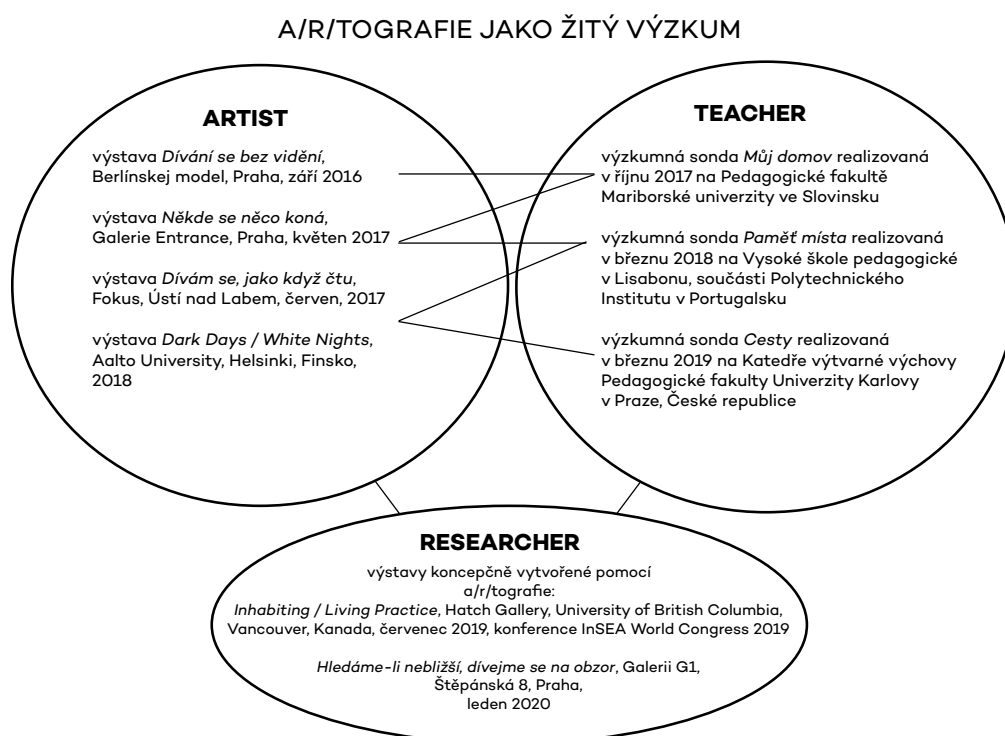 A/R/TOGRAFIE JAKO ŽITÝ VÝZKUM
ARTIST
výstava Dívání se bez vidění,
Berlínskej model, Praha, září 2016
výstava Někde se něco koná,
Galerie Entrance, Praha, květen 2017
výstava Dívám se, jako když čtu,
Fokus, Ústí nad Labem, červen, 2017
výstava Dark Days / White Nights,
Aalto University, Helsinki, Finsko,
2018
TEACHER
výzkumná sonda Můj domov realizovaná
v říjnu 2017 na Pedagogické fakultě
Mariborské univerzity ve Slovinsku
výzkumná sonda Paměť místa realizovaná
v březnu 2018 na Vysoké škole pedagogické
v Lisabonu, součásti Polytechnického
Institutu v Portugalsku
výzkumná sonda Cesty realizovaná
v březnu 2019 na Katedře výtvarné výchovy
Pedagogické fakulty Univerzity Karlovy
v Praze, České republice
RESEARCHER
výstavy koncepčně vytvořené pomocí
a/r/tografie:
Inhabiting / Living Practice, Hatch Gallery, University of British Columbia,
Vancouver, Kanada, červenec 2019, konference InSEA World Congress 2019
Hledáme-li nebližší, dívejme se na obzor, Galerii G1,
Štěpánská 8, Praha,
leden 2020